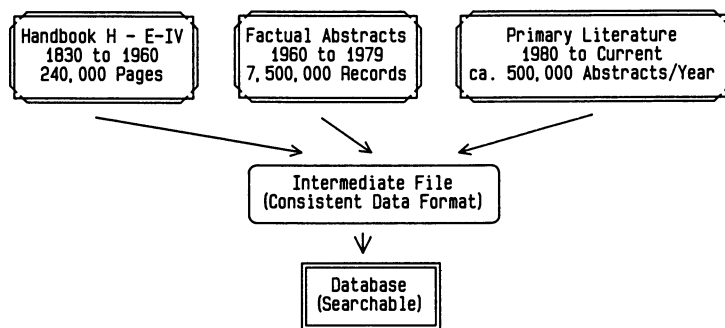 Handbook H - E-IV
1830 to 1960
240,000 Pages
Factual Abstracts
1960 to 1979
7,500,000 Records
Primary Literature
1980 to Current
ca. 500,000 Abstracts/Year
Intermediate File
(Consistent Data Format)
Database
(Searchable)